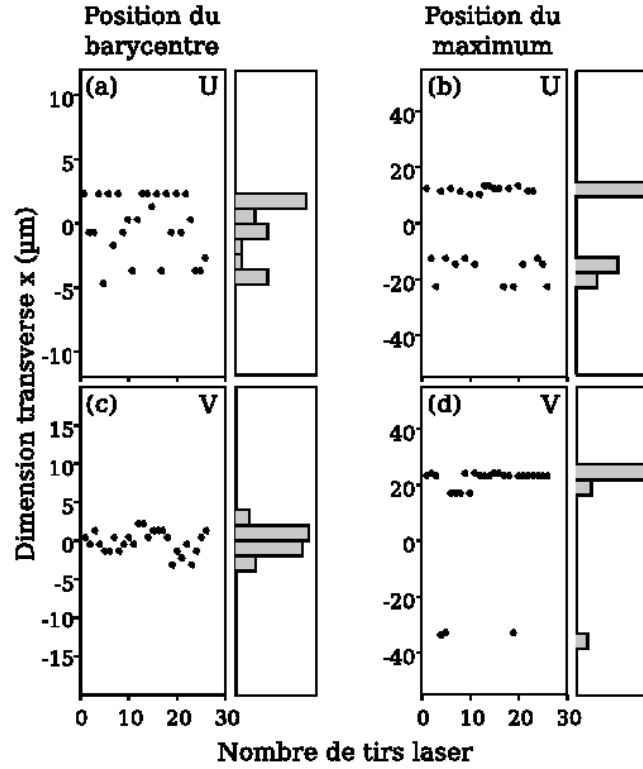 Position du
barycentre
Position du
maximum
Dimension transverse x (μm)
(a) U
10
5
0
-5
-10
(b) U
40
20
0
-20
-40
(c) V
15
10
5
0
-5
-10
-15
0 10 20 30
(d) V
40
20
0
-20
-40
0 10 20 30
Nombre de tirs laser